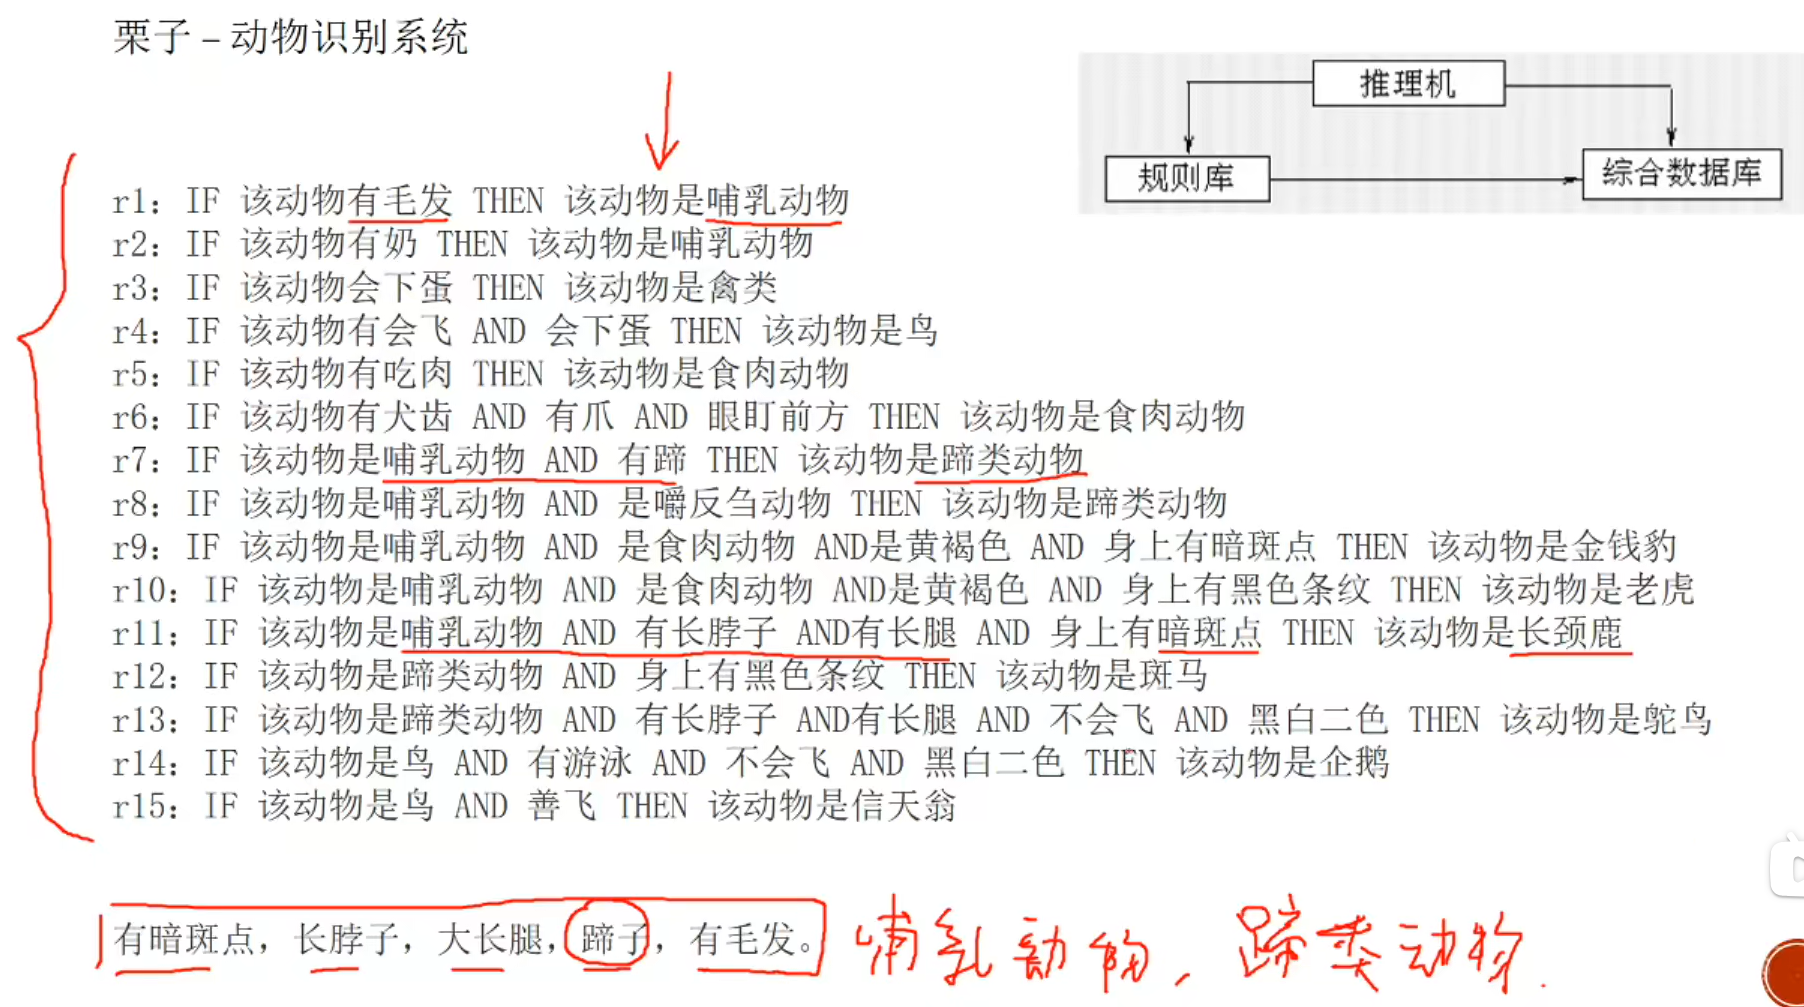 栗子 – 动物识别系统
推理机
规则库
综合数据库
r1: IF 该动物有毛发 THEN 该动物是哺乳动物
r2: IF 该动物有奶 THEN 该动物是哺乳动物
r3: IF 该动物会下蛋 THEN 该动物是禽类
r4: IF 该动物有会飞 AND 会下蛋 THEN 该动物是鸟
r5: IF 该动物有吃肉 THEN 该动物是食肉动物
r6: IF 该动物有犬齿 AND 有爪 AND 眼盯前方 THEN 该动物是食肉动物
r7: IF 该动物是哺乳动物 AND 有蹄 THEN 该动物是蹄类动物
r8: IF 该动物是哺乳动物 AND 是嚼反刍动物 THEN 该动物是蹄类动物
r9: IF 该动物是哺乳动物 AND 是食肉动物 AND是黄褐色 AND 身上有暗斑点 THEN 该动物是金钱豹
r10: IF 该动物是哺乳动物 AND 是食肉动物 AND是黄褐色 AND 身上有黑色条纹 THEN 该动物是老虎
r11: IF 该动物是哺乳动物 AND 有长脖子 AND有长腿 AND 身上有暗斑点 THEN 该动物是长颈鹿
r12: IF 该动物是蹄类动物 AND 身上有黑色条纹 THEN 该动物是斑马
r13: IF 该动物是蹄类动物 AND 有长脖子 AND有长腿 AND 不会飞 AND 黑白二色 THEN 该动物是鸵鸟
r14: IF 该动物是鸟 AND 有游泳 AND 不会飞 AND 黑白二色 THEN 该动物是企鹅
r15: IF 该动物是鸟 AND 善飞 THEN 该动物是信天翁
有暗斑点，长脖子，大长腿，蹄子，有毛发。 哺乳动物，蹄类动物.